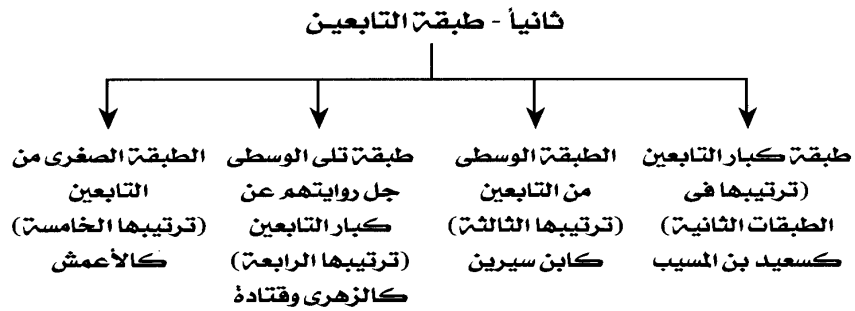 ثانياً - طبقة التابعين
طبقة كبار التابعين
(ترتيبها فى
الطبقات الثانية)
كسعيد بن المسيب
الطبقة الوسطى
من التابعين
(ترتيبها الثالثة)
كابن سيرين
طبقة تلى الوسطى
جل روايتهم عن
كبار التابعين
(ترتيبها الرابعة)
كالزهرى وقتادة
الطبقة الصغرى من
التابعين
(ترتيبها الخامسة)
كالأعمش